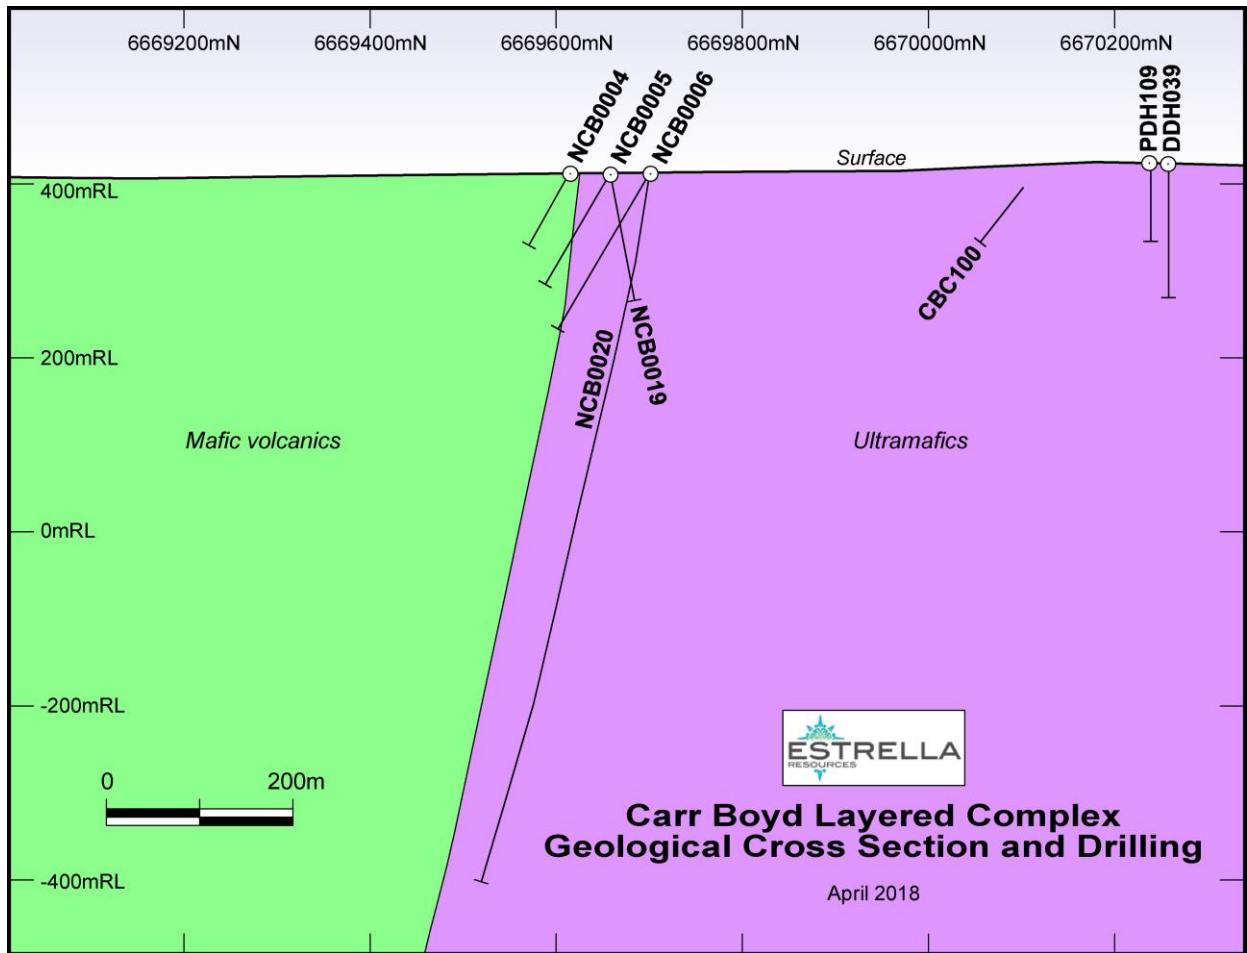 6669200mN 6669400mN 6669600mN 6669800mN 6670000mN 6670200mN
NCB0004
NCB0005
NCB0006
PDH109
DDH039
Surface
400mRL
CBC100
200mRL
NCB0020
NCB0019
Mafic volcanics
Ultramafics
0mRL
-200mRL
ESTRELLA
RESOURCES
0 200m
Carr Boyd Layered Complex
Geological Cross Section and Drilling
-400mRL
April 2018